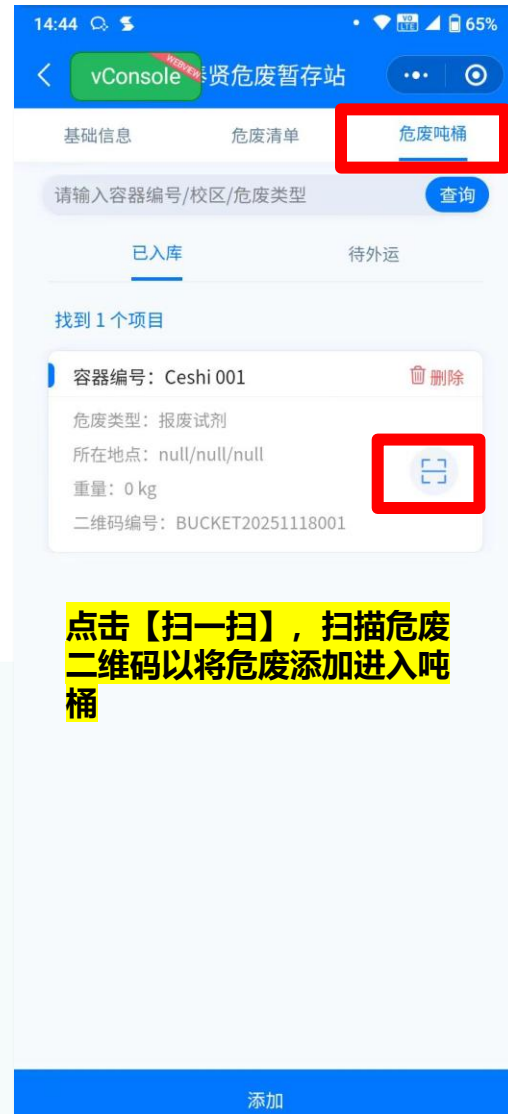 14:44 65%
vConsole 贤危废暂存站
WEBVIEW
基础信息 危废清单 危废吨桶
请输入容器编号/校区/危废类型 查询
已入库 待外运
找到 1 个项目
容器编号：Ceshi 001 删除
危废类型：报废试剂
所在地点：null/null/null
重量：0 kg
二维码编号：BUCKET20251118001
点击【扫一扫】，扫描危废
二维码以将危废添加进入吨
桶
添加